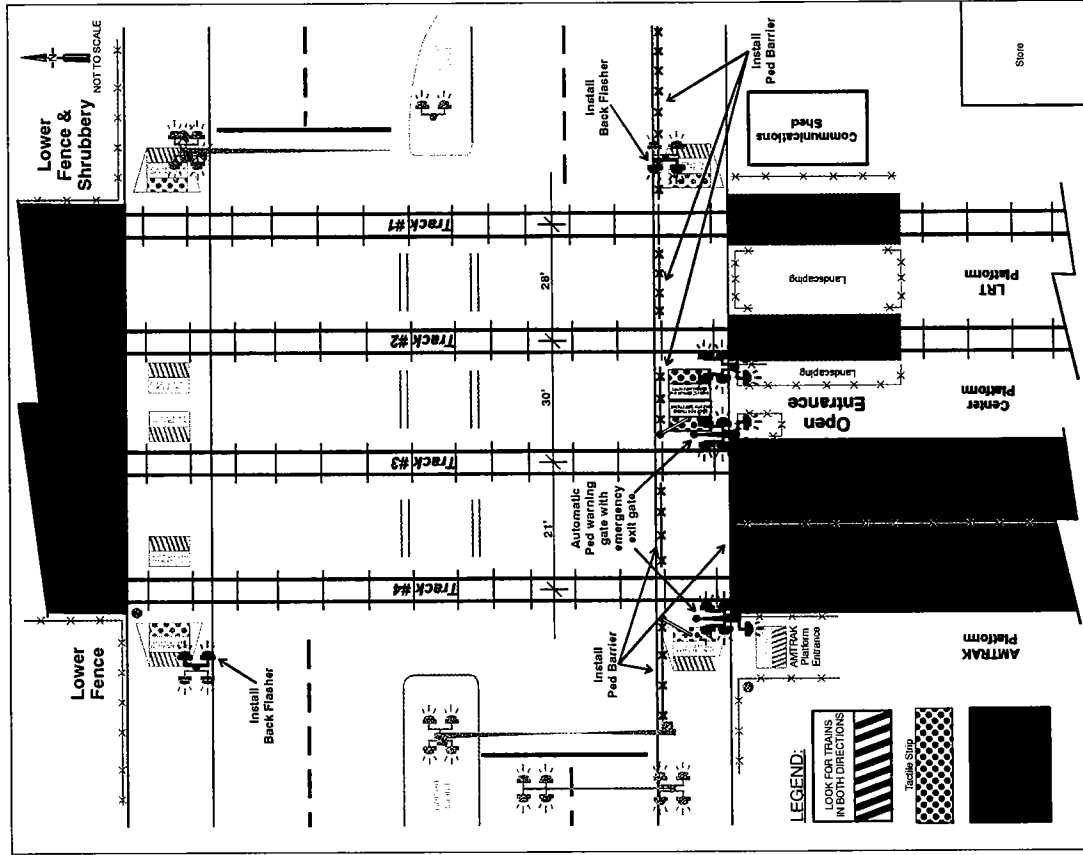 Lower
Fence &
Shrubbery
N
NOT TO SCALE
Lower
Fence
Install
Back Flasher
Install
Back Flasher
Install
Ped Barrier
Communications
Shed
Store
Track #1
28'
Track #2
30'
Track #3
21'
Track #4
Automatic
Ped warning
gate with
emergency
exit gate
Install
Ped Barrier
Open
Entrance
Landscaping
Landscaping
LRT
Platform
Center
Platform
AMTRAK
Platform
Entrance
AMTRAK
Platform
LEGEND:
LOOK FOR TRAINS
IN BOTH DIRECTIONS
Tactile Strip